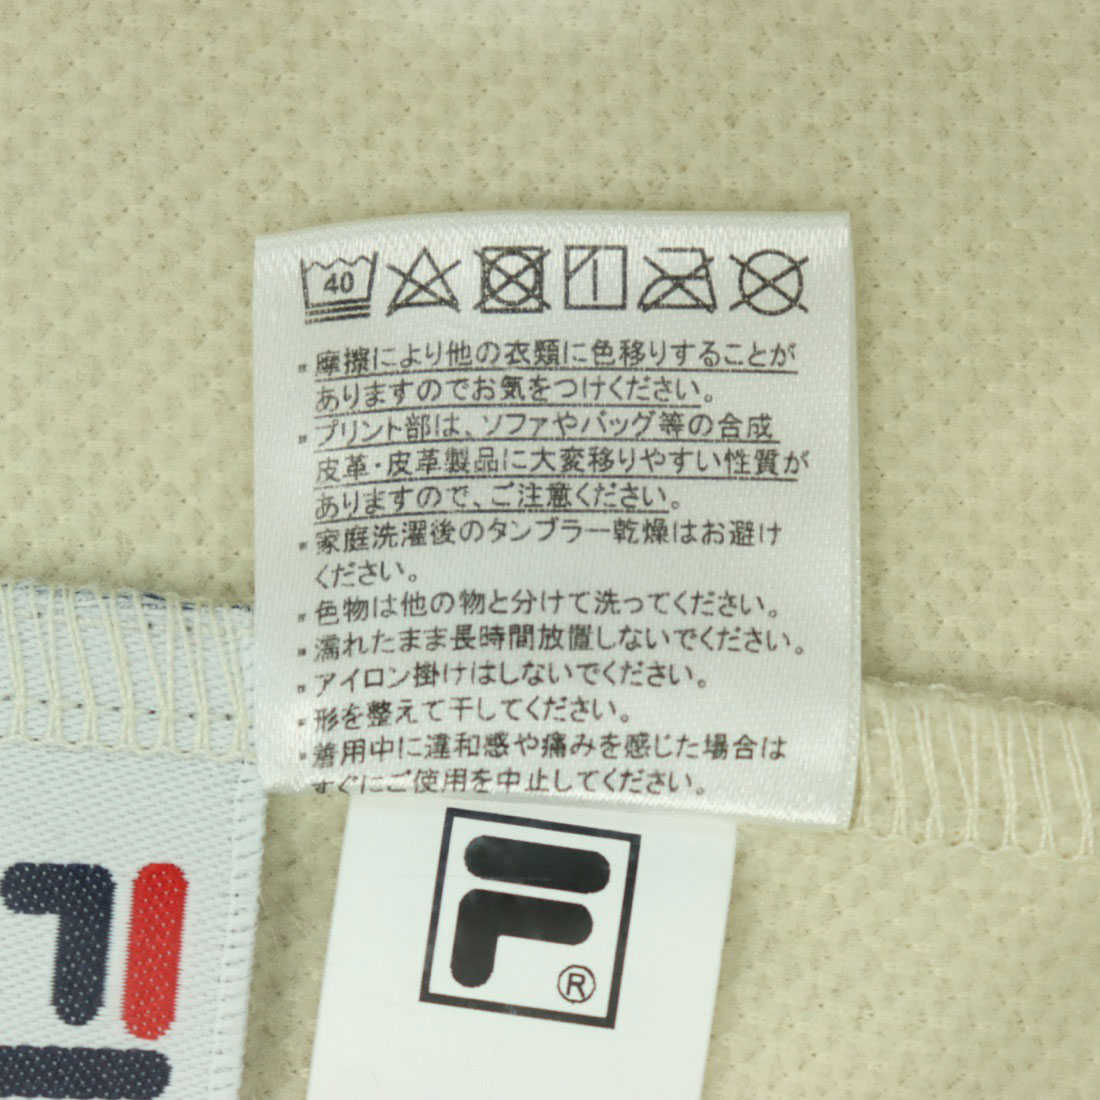 40
・摩擦により他の衣類に色移りすることが
ありますのでお気をつけください。
・プリント部は、ソファやバッグ等の合成
皮革・皮革製品に大変移りやすい性質が
ありますので、ご注意ください。
・家庭洗濯後のタンブラー乾燥はお避け
ください。
・色物は他の物と分けて洗ってください。
・濡れたまま長時間放置しないでください。
・アイロン掛けはしないでください。
・形を整えて干してください。
・着用中に違和感や痛みを感じた場合は
すぐにご使用を中止してください。
F
®